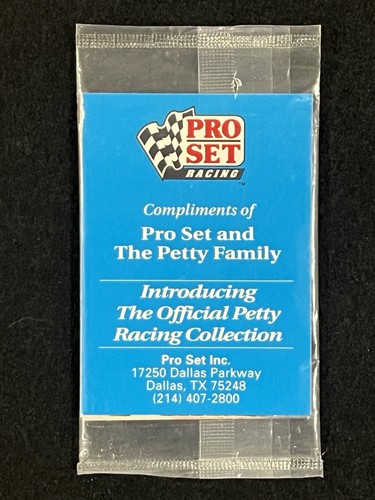 PRO
SET
RACING
™
Compliments of
Pro Set and
The Petty Family
Introducing
The Official Petty
Racing Collection
Pro Set Inc.
17250 Dallas Parkway
Dallas, TX 75248
(214) 407-2800